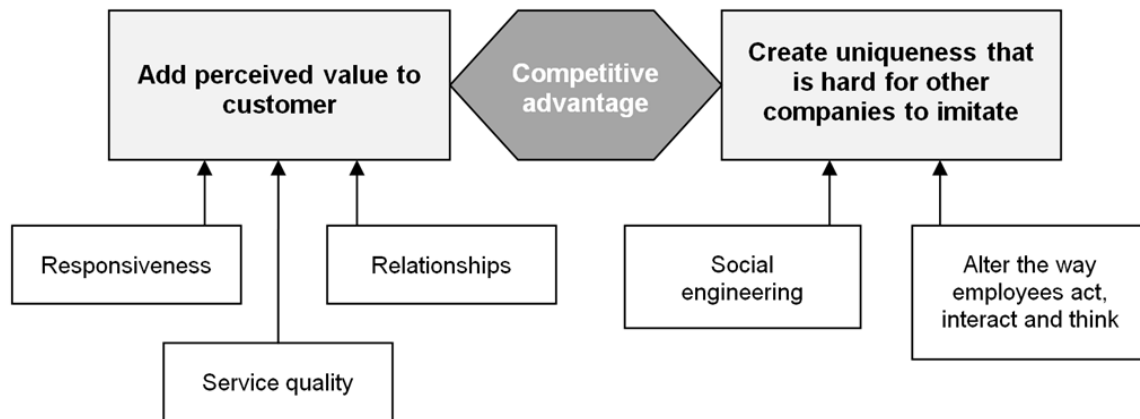 Add perceived value to
customer
Competitive
advantage
Create uniqueness that
is hard for other
companies to imitate
Responsiveness
Service quality
Relationships
Social
engineering
Alter the way
employees act,
interact and think